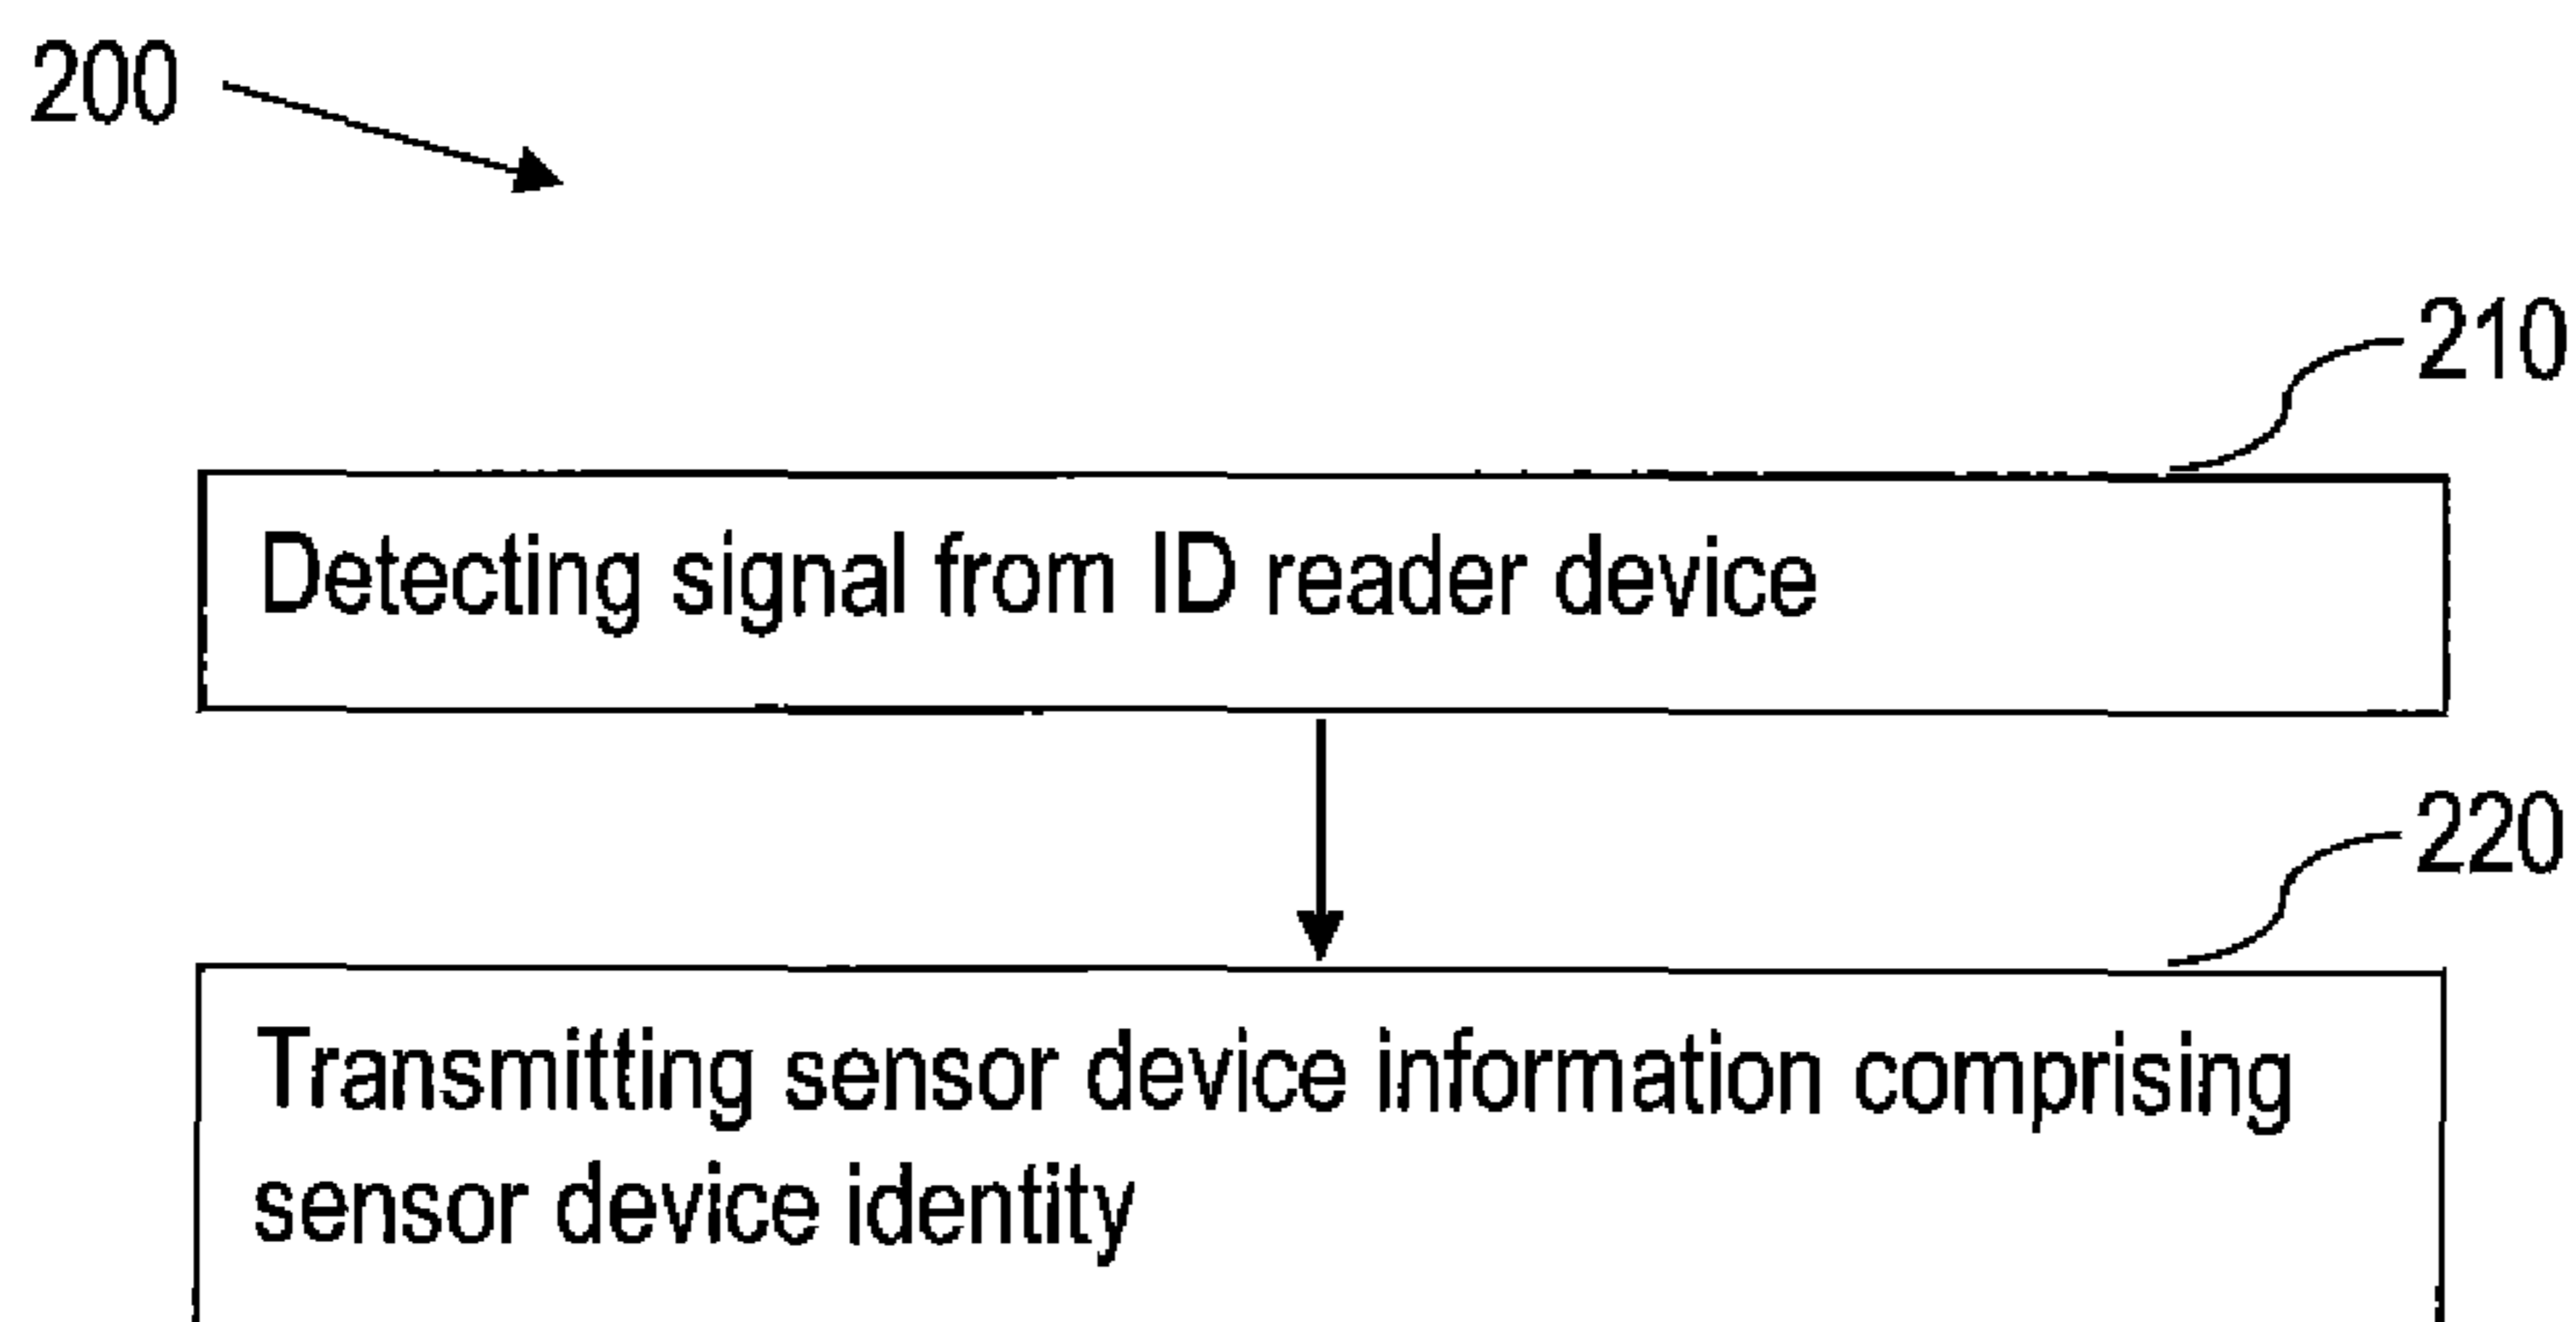 200
210
Detecting signal from ID reader device
220
Transmitting sensor device information comprising
sensor device identity